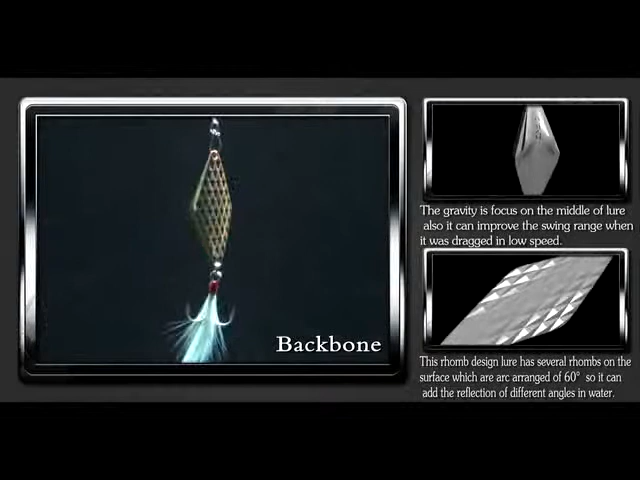 Backbone
The gravity is focus on the middle of lure
also it can improve the swing range when
it was dragged in low speed.
This rhomb design lure has several rhombs on the
surface which are arc arranged of 60° so it can
add the reflection of different angles in water.